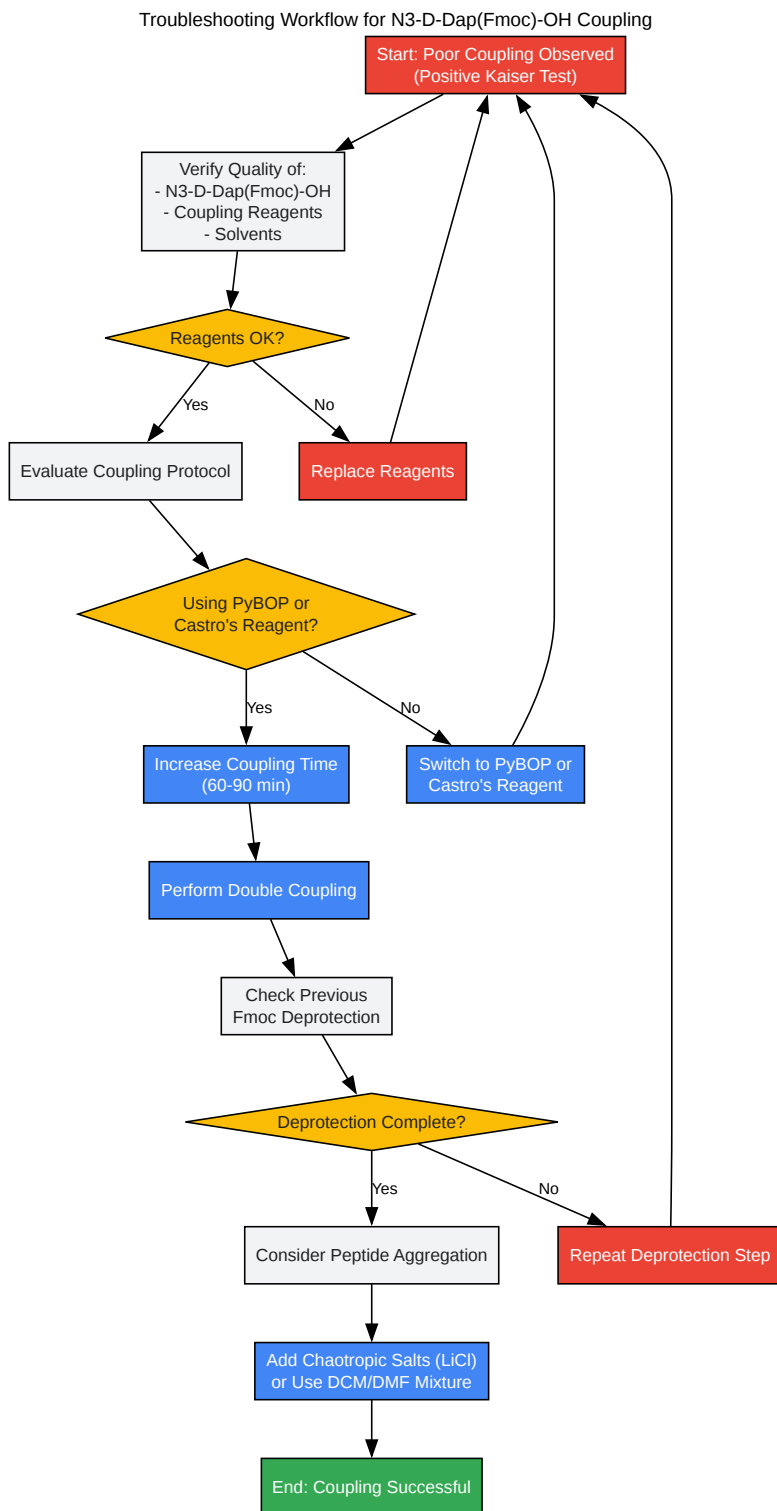 Troubleshooting Workflow for N3-D-Dap(Fmoc)-OH Coupling
Start: Poor Coupling Observed
(Positive Kaiser Test)
Verify Quality of:
- N3-D-Dap(Fmoc)-OH
- Coupling Reagents
- Solvents
Reagents OK?
Yes
No
Evaluate Coupling Protocol
Replace Reagents
Using PyBOP or
Castro's Reagent?
Yes
No
Increase Coupling Time
(60-90 min)
Switch to PyBOP or
Castro's Reagent
Perform Double Coupling
Check Previous
Fmoc Deprotection
Deprotection Complete?
Yes
No
Consider Peptide Aggregation
Repeat Deprotection Step
Add Chaotropic Salts (LiCl)
or Use DCM/DMF Mixture
End: Coupling Successful